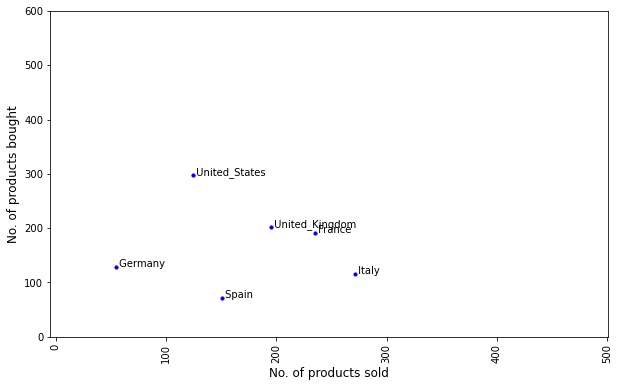 600
500
400
300
200
100
0
No. of products bought
United_States
United_Kingdom
France
Germany
Italy
Spain
0
100
200
300
400
500
No. of products sold